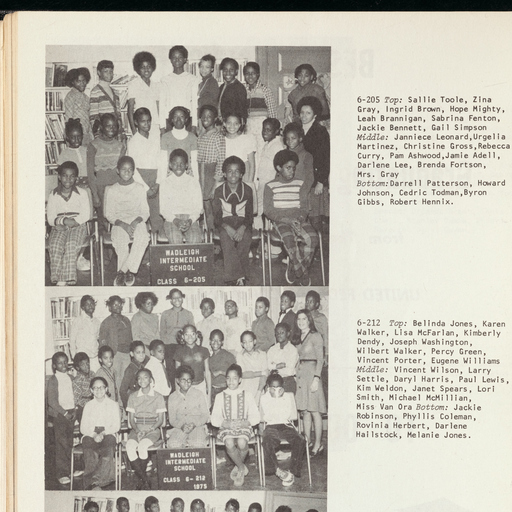 6-205 Top: Sallie Toole, Zina
Gray, Ingrid Brown, Hope Mighty,
Leah Brannigan, Sabrina Fenton,
Jackie Bennett, Gail Simpson
Middle: Janniece Leonard,Urgelia
Martinez, Christine Gross,Rebecca
Curry, Pam Ashwood,Jamie Adell,
Darlene Lee, Brenda Fortson,
Mrs. Gray
Bottom:Darrell Patterson, Howard
Johnson, Cedric Todman,Byron
Gibbs, Robert Hennix.
WADLEIGH
INTERMEDIATE
SCHOOL
CLASS 6-205
6-212 Top: Belinda Jones, Karen
Walker, Lisa McFarlan, Kimberly
Dendy, Joseph Washington,
Wilbert Walker, Percy Green,
Vincent Porter, Eugene Williams
Middle: Vincent Wilson, Larry
Settle, Daryl Harris, Paul Lewis,
Kim Weldon, Janet Spears, Lori
Smith, Michael McMillian,
Miss Van Ora Bottom: Jackie
Robinson, Phyllis Coleman,
Rovinia Herbert, Darlene
Hailstock, Melanie Jones.
WADLEIGH
INTERMEDIATE
SCHOOL
CLASS 6-212
1975